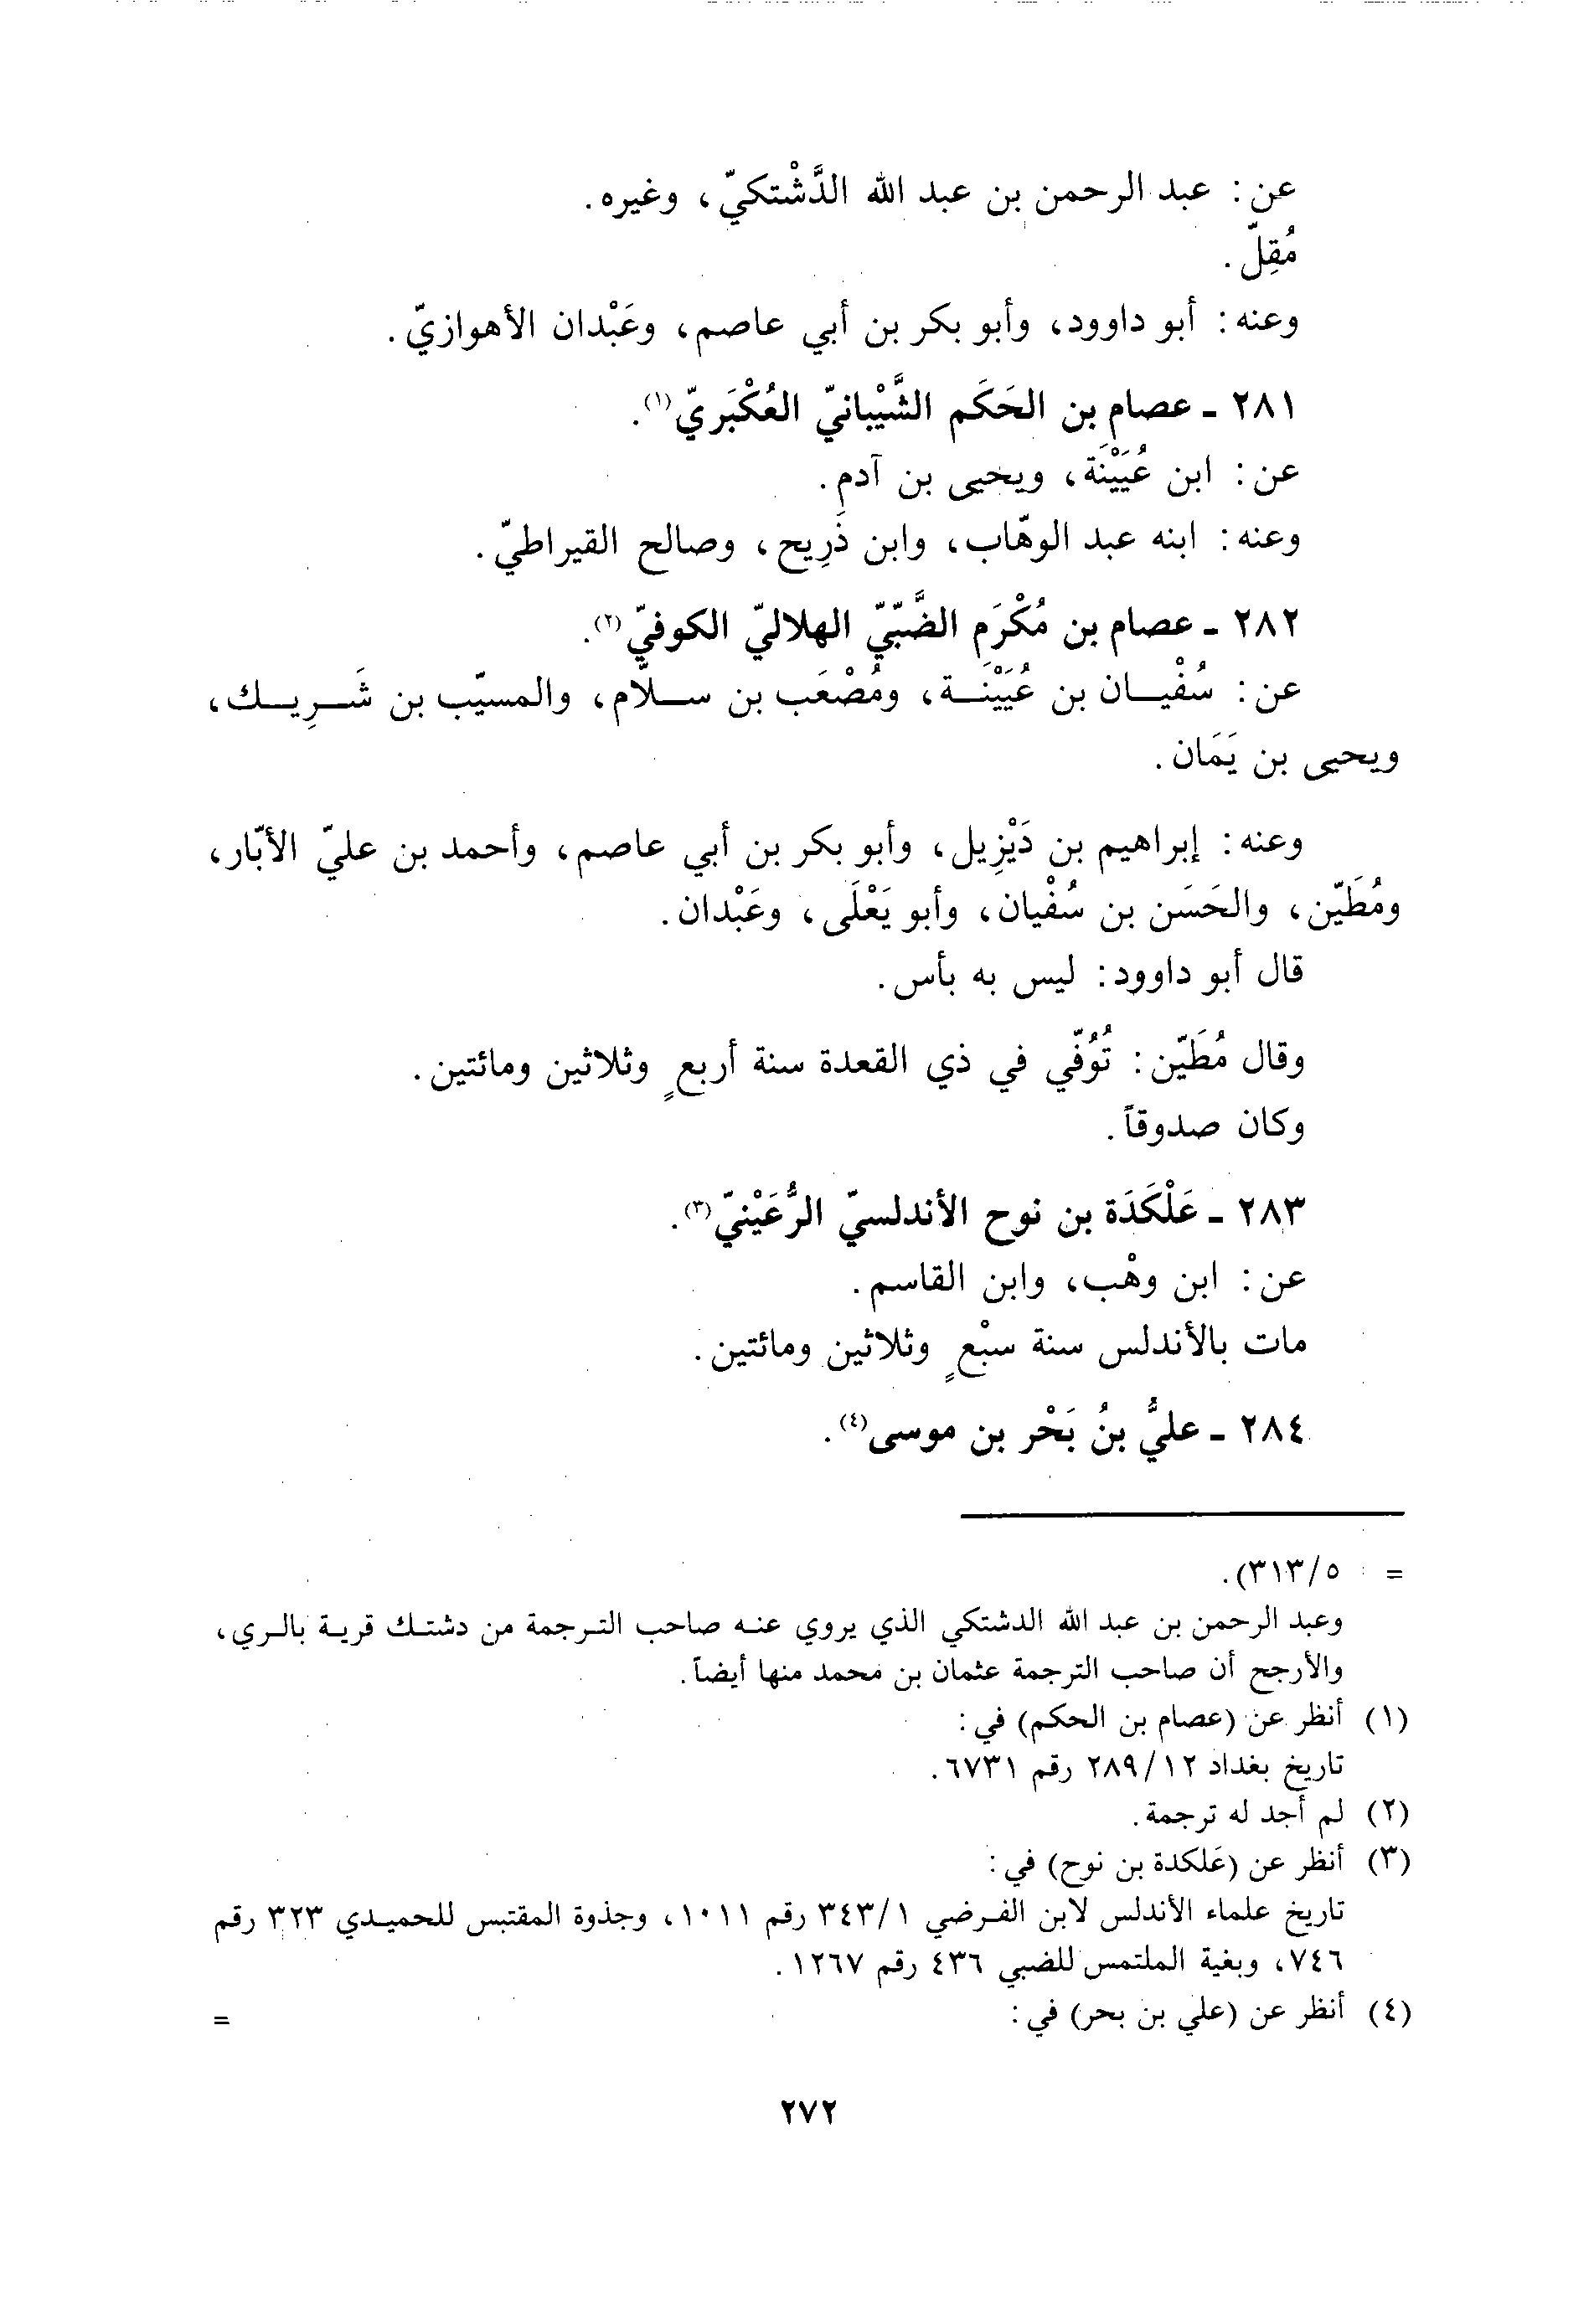 عن: عبد الرحمن بن عبد الله الدَّشْتكيّ، وغيره.
مُقِلّ.
وعنه: أبو داوود، وأبو بكر بن أبي عاصم، وعَبْدان الأهوازيّ.
٢٨١ ـ عصام بن الحَكَم الشَّيْبانيّ العُكْبَريّ(١).
عن: ابن عُيَيْنَة، ويحيى بن آدم.
وعنه: ابنه عبد الوهّاب، وابن ذَرِيح، وصالح القيراطيّ.
٢٨٢ ـ عصام بن مُكْرَم الضَّبّيّ الهلاليّ الكوفيّ(٢).
عن: سُفْيان بن عُيَيْنَة، ومُصْعَب بن سلّام، والمسيّب بن شَرِيك،
ويحيى بن يَمَان.
وعنه: إبراهيم بن دَيْزِيل، وأبو بكر بن أبي عاصم، وأحمد بن عليّ الأبّار،
ومُطَيّن، والحَسَن بن سُفْيان، وأبو يَعْلَى، وعَبْدان.
قال أبو داوود: ليس به بأس.
وقال مُطَيّن: تُوُفّي في ذي القعدة سنة أربعٍ وثلاثين ومائتين.
وكان صدوقاً.
٢٨٣ ـ عَلْكَدَة بن نوح الأندلسيّ الرُّعَيْنيّ(٣).
عن: ابن وهْب، وابن القاسم.
مات بالأندلس سنة سبْعٍ وثلاثين ومائتين.
٢٨٤ ـ عليُّ بنُ بَحْر بن موسى(٤).
= ٣١٣/٥).
وعبد الرحمن بن عبد الله الدشتكي الذي يروي عنه صاحب الترجمة من دشتك قرية بالري،
والأرجح أن صاحب الترجمة عثمان بن محمد منها أيضاً.
(١) أنظر عن (عصام بن الحكم) في:
تاريخ بغداد ٢٨٩/١٢ رقم ٦٧٣١.
(٢) لم أجد له ترجمة.
(٣) أنظر عن (عَلكدة بن نوح) في:
تاريخ علماء الأندلس لابن الفرضي ٣٤٣/١ رقم ١٠١١، وجذوة المقتبس للحميدي ٣٢٣ رقم
٧٤٦، وبغية الملتمس للضبي ٤٣٦ رقم ١٢٦٧.
(٤) أنظر عن (علي بن بحر) في: =
٢٧٢